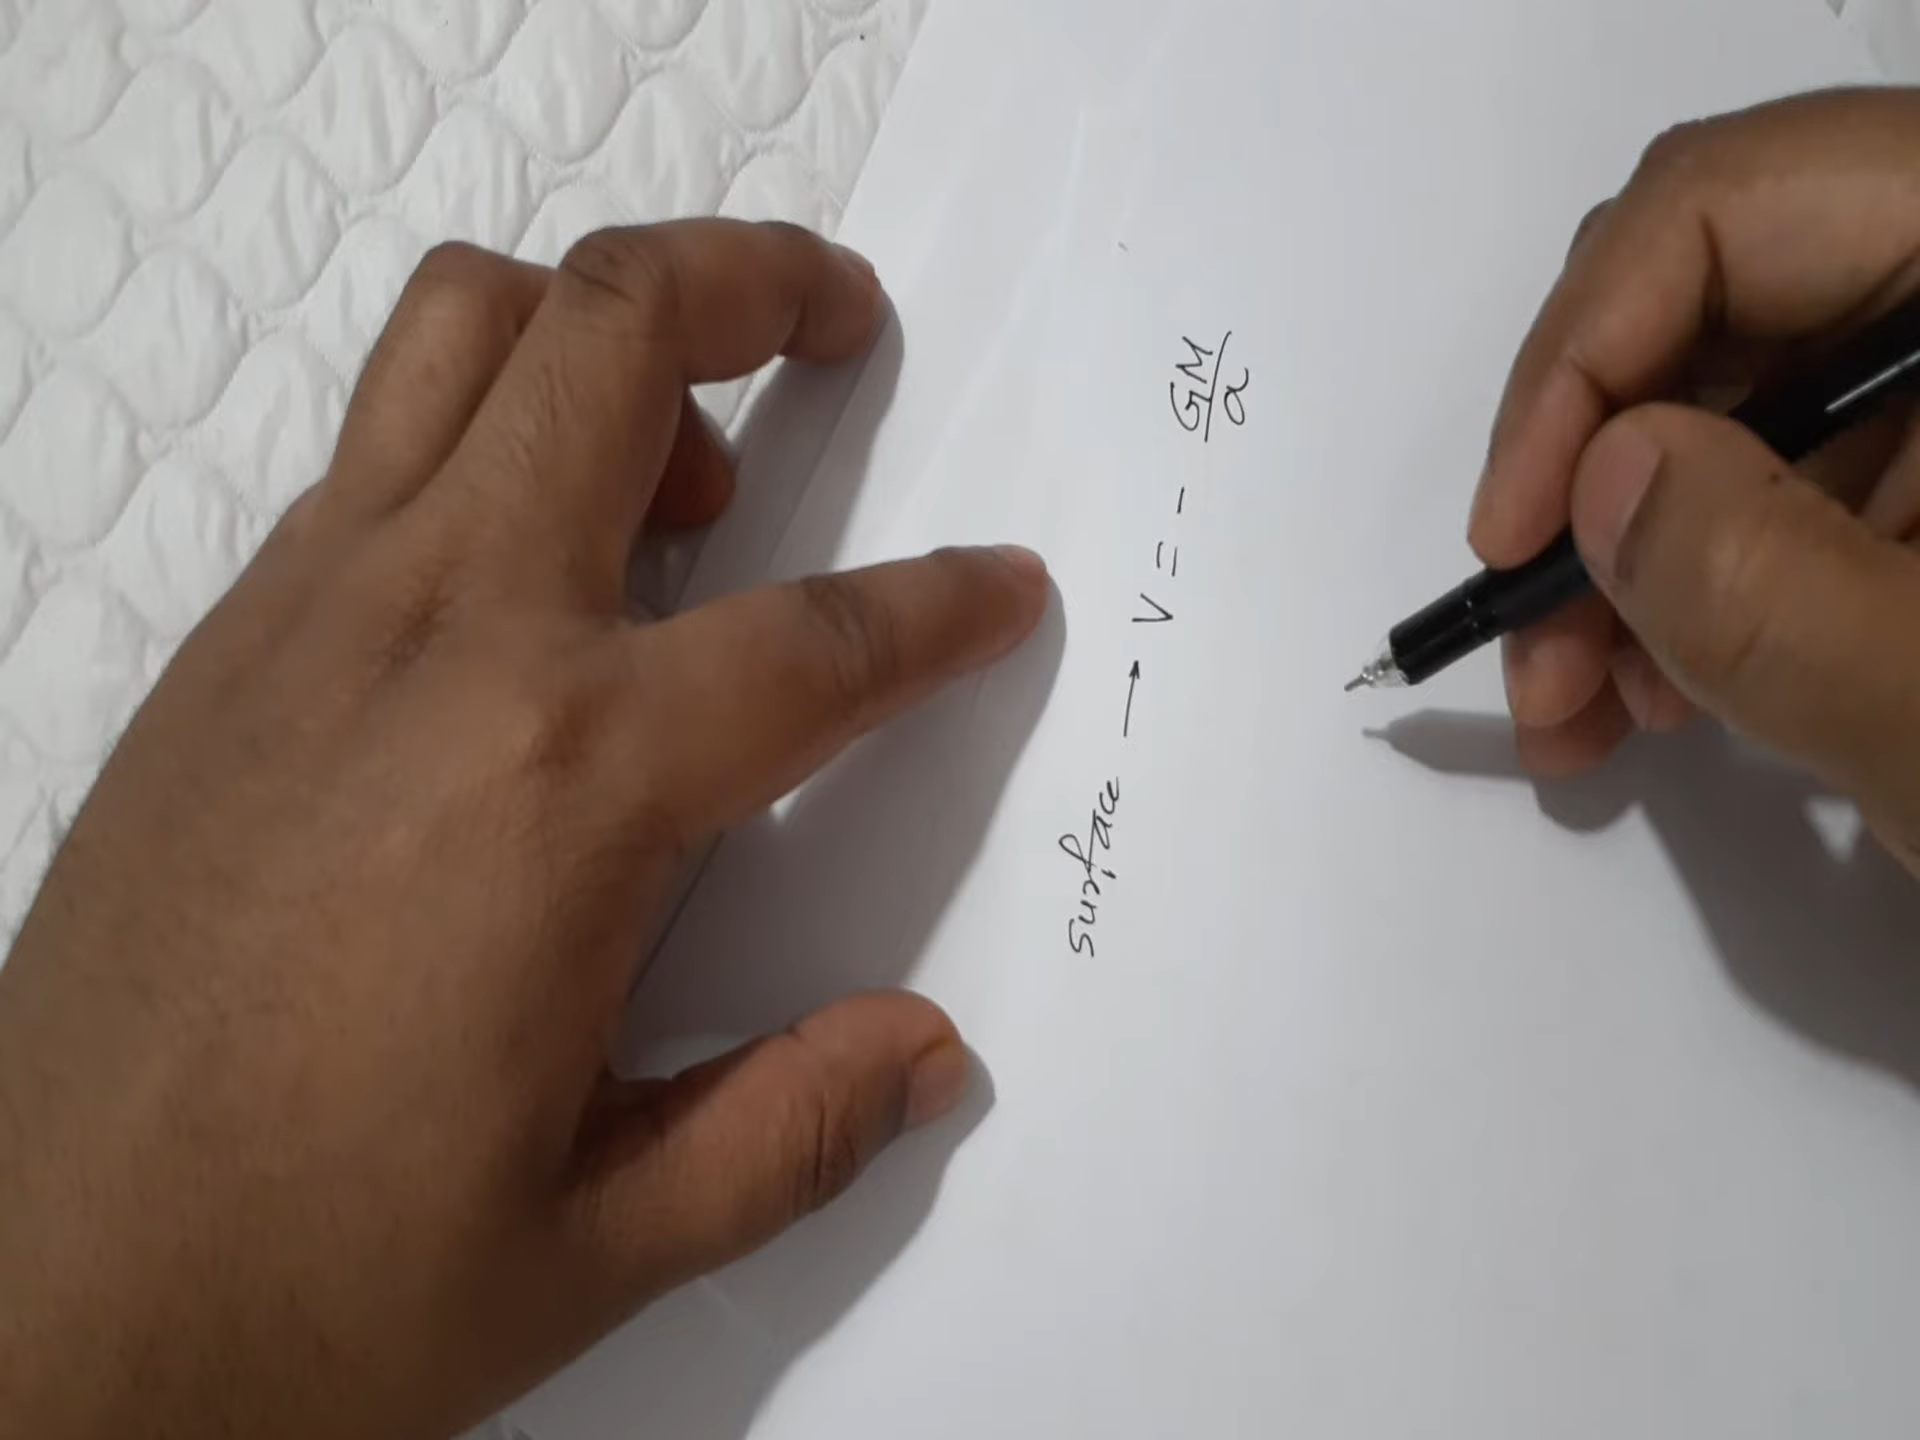 surface → V = - GM/a